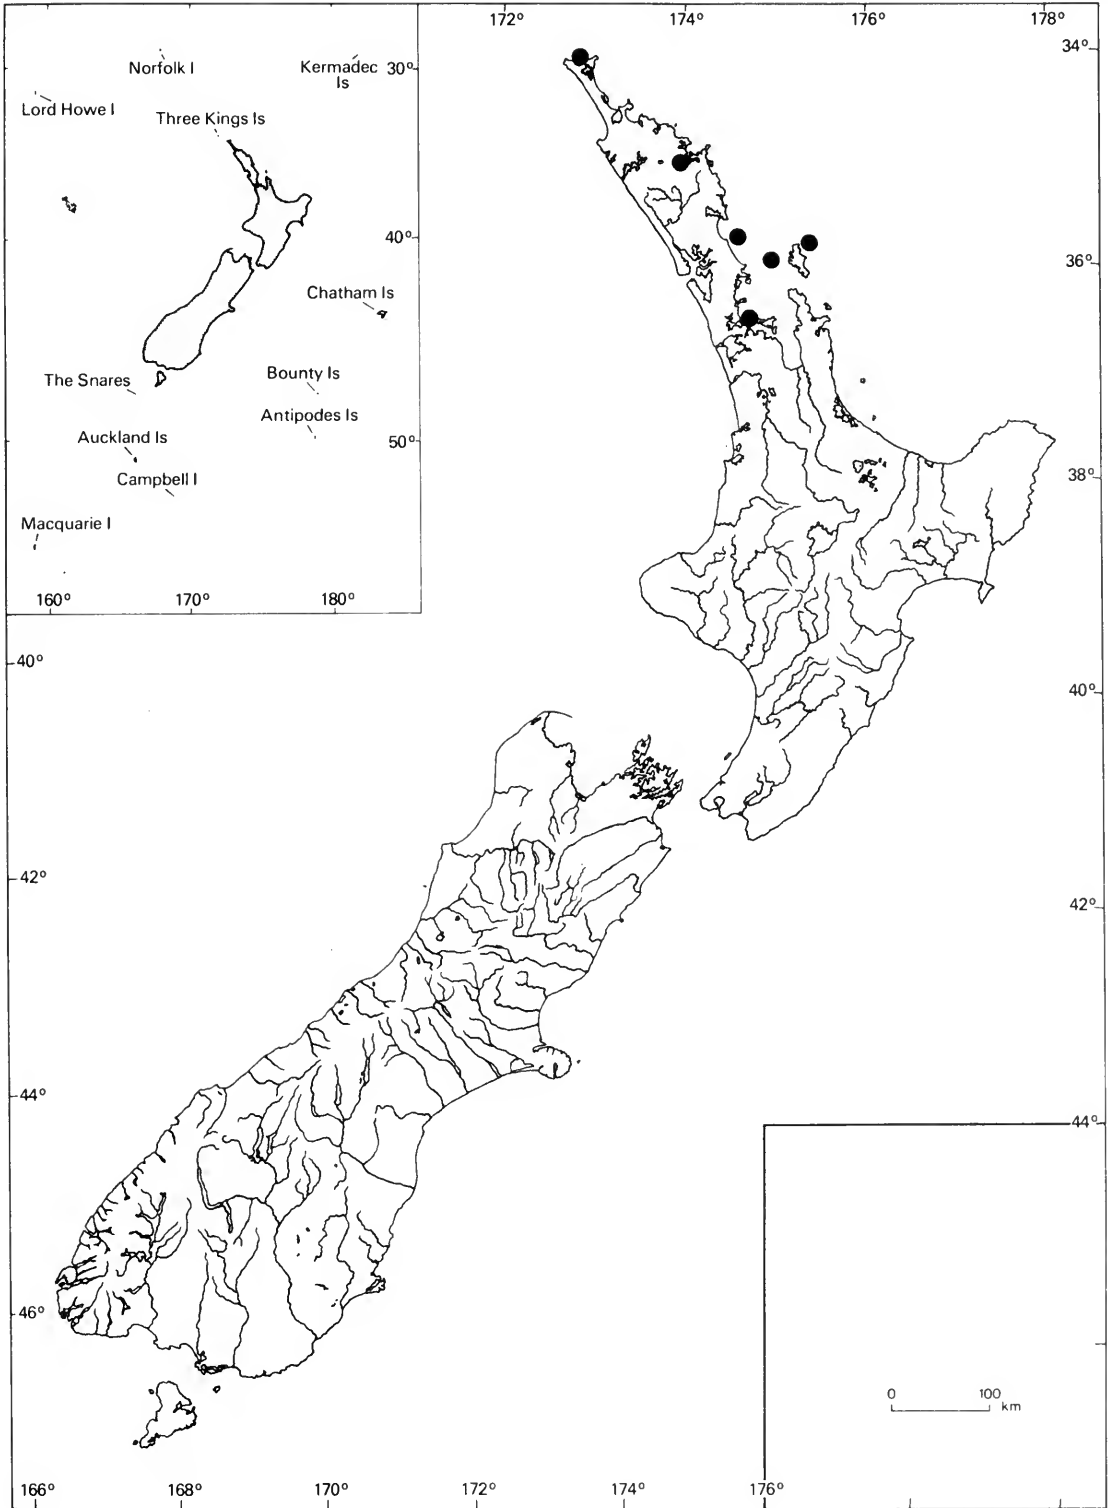 172° 174° 176° 178°
34°
Norfolk I
Kermadec
Is
30°
Lord Howe I
Three Kings Is
40°
36°
Chatham Is
The Snares
Bounty Is
Antipodes Is
Auckland Is
50°
Campbell I
38°
Macquarie I
160° 170° 180°
40°
40°
42°
42°
44°
44°
46°
0 100
km
166° 168° 170° 172° 174 176°